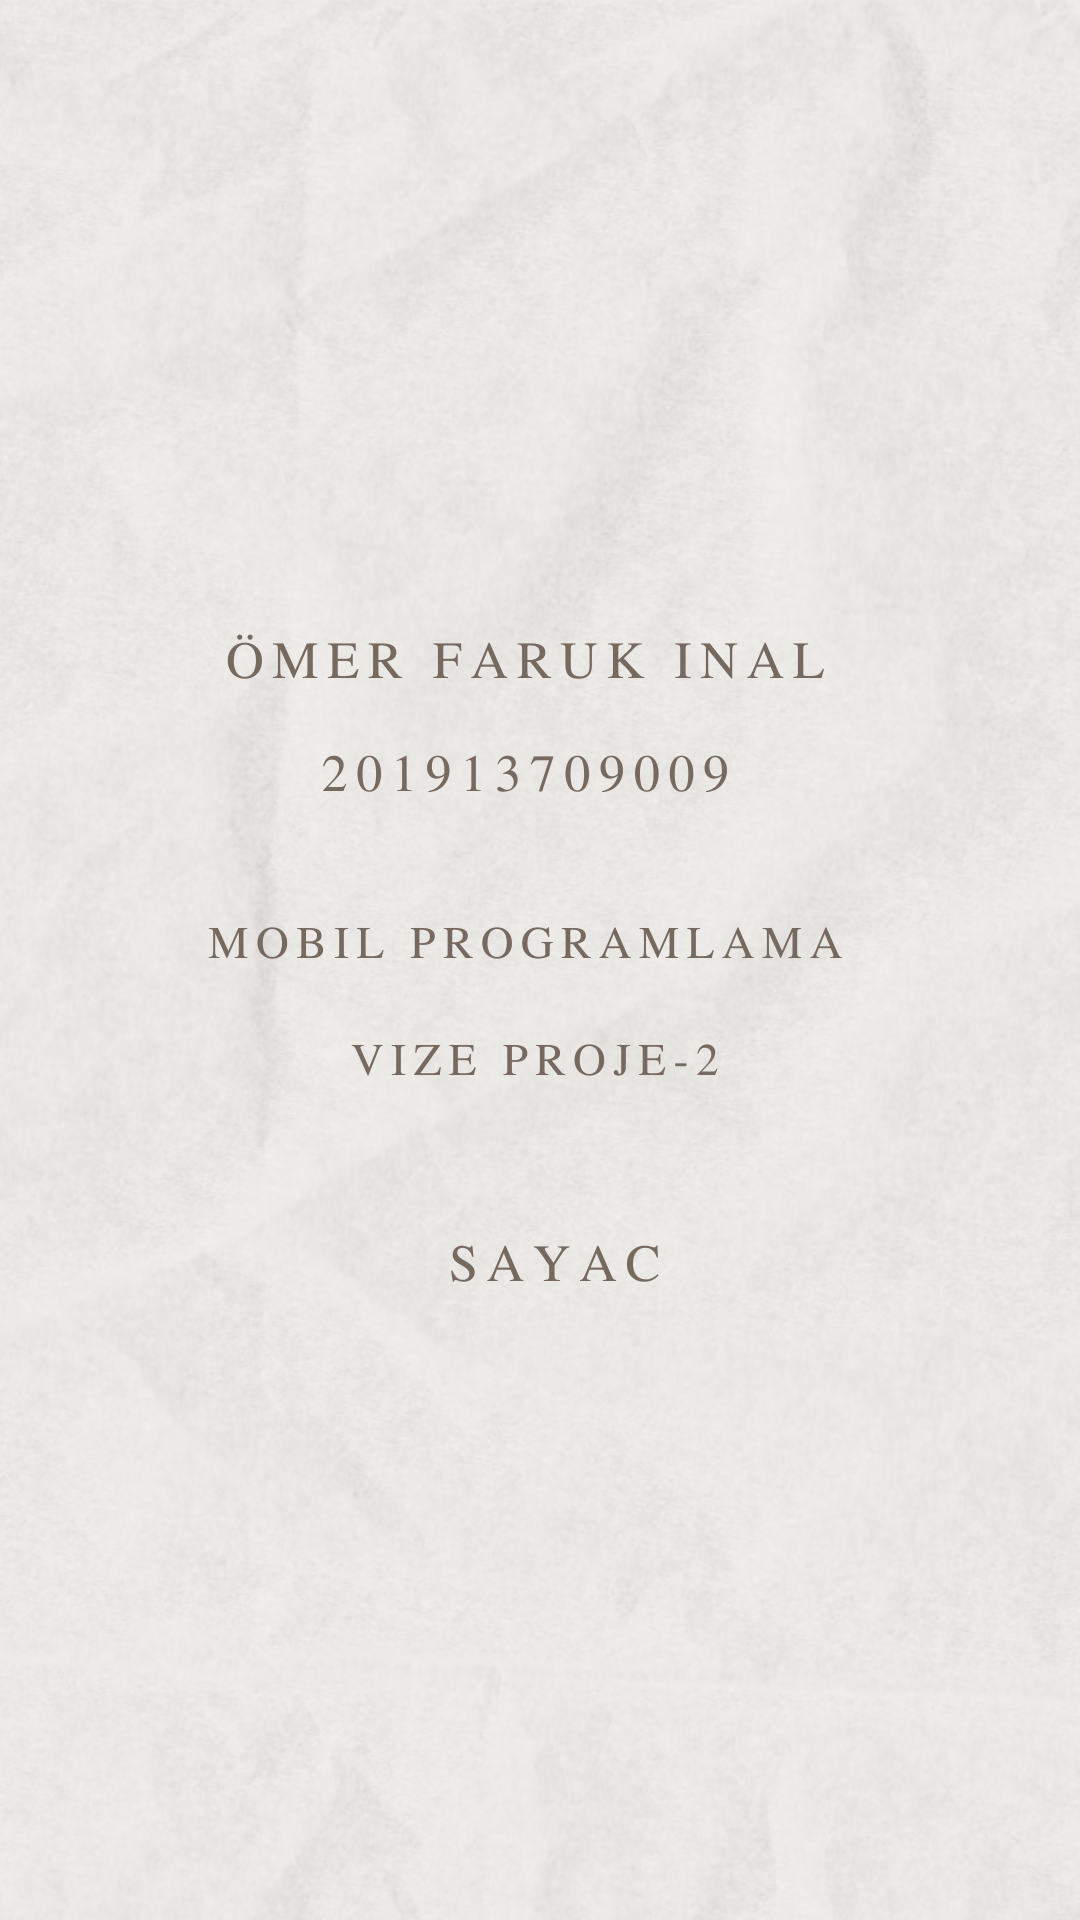 ÖMER FARUK INAL
201913709009
MOBIL PROGRAMLAMA
VIZE PROJE-2
SAYAC